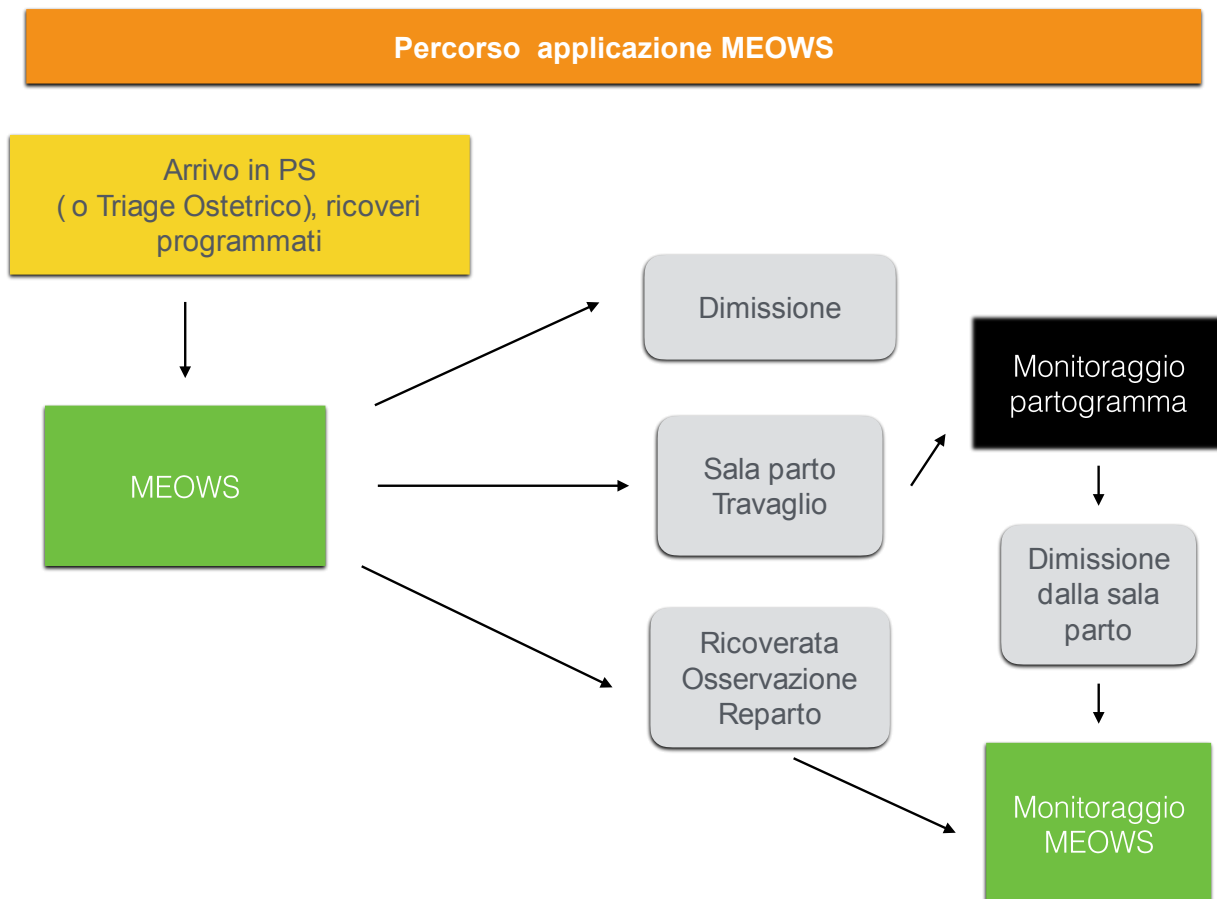 Percorso applicazione MEOWS
Arrivo in PS
( o Triage Ostetrico), ricoveri
programmati
MEOWS
Dimissione
Sala parto
Travaglio
Ricoverata
Osservazione
Reparto
Monitoraggio
partogramma
Dimissione
dalla sala
parto
Monitoraggio
MEOWS